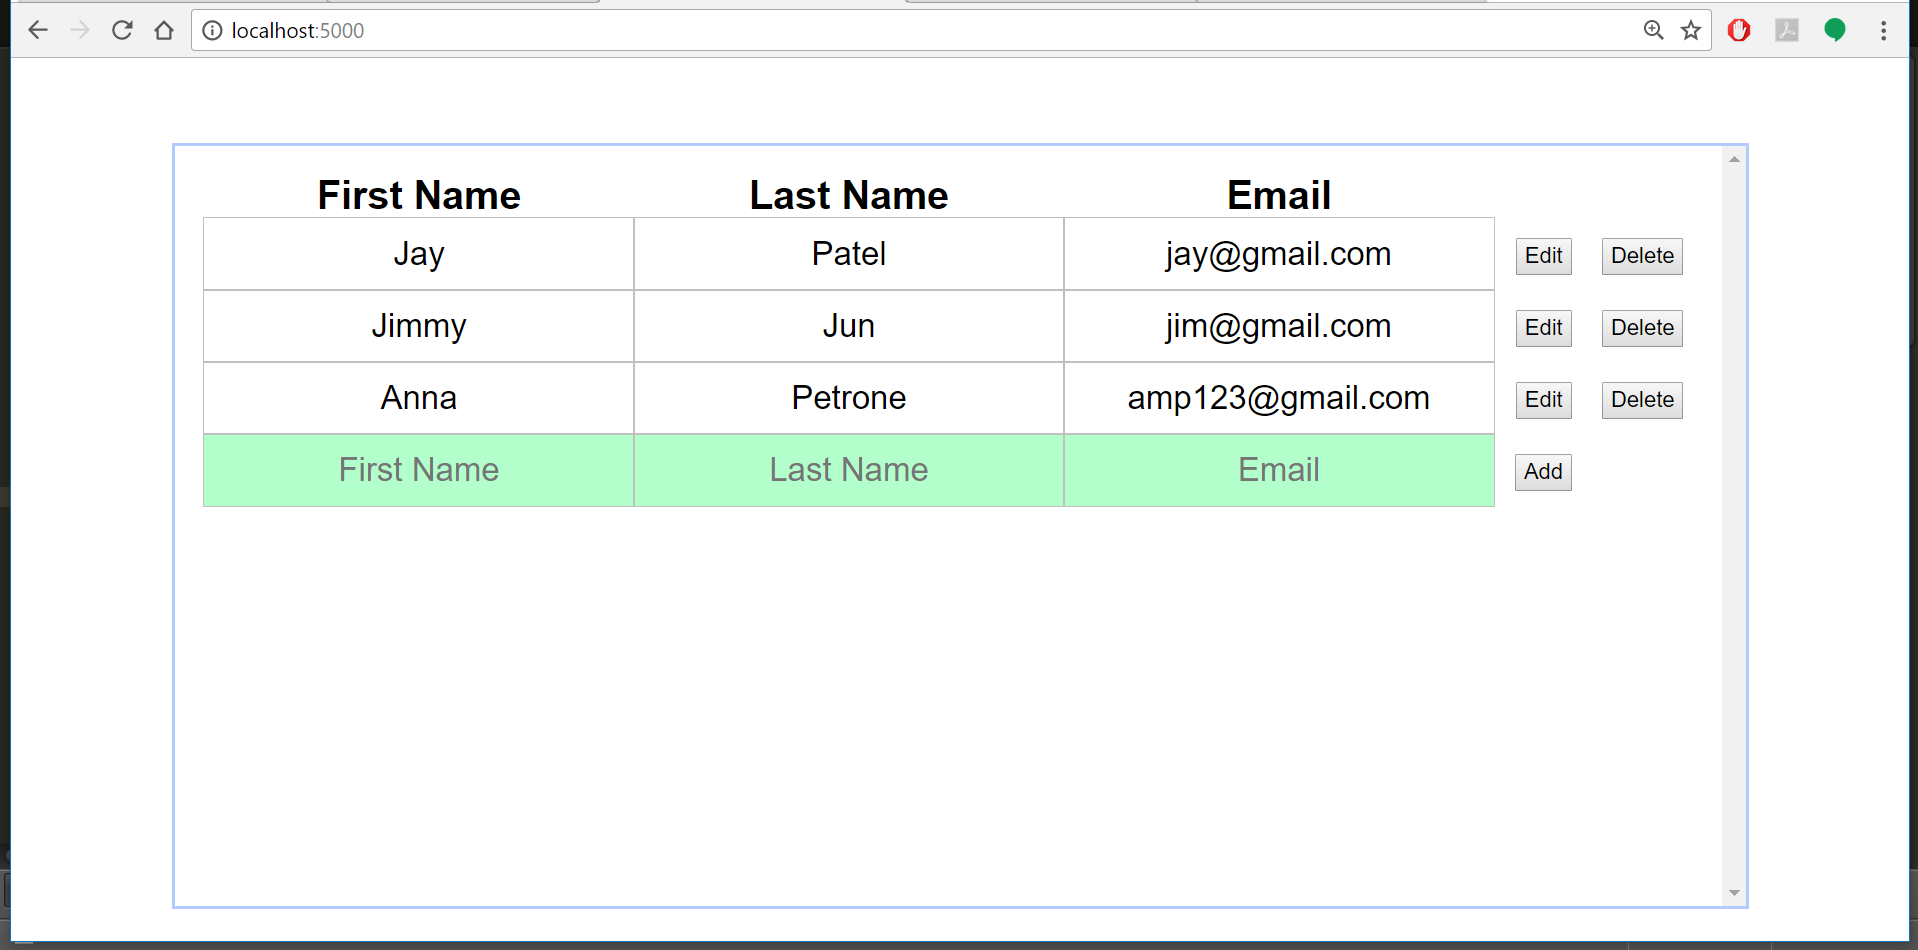 localhost:5000
First Name Last Name Email
Jay Patel jay@gmail.com Edit Delete
Jimmy Jun jim@gmail.com Edit Delete
Anna Petrone amp123@gmail.com Edit Delete
First Name Last Name Email Add